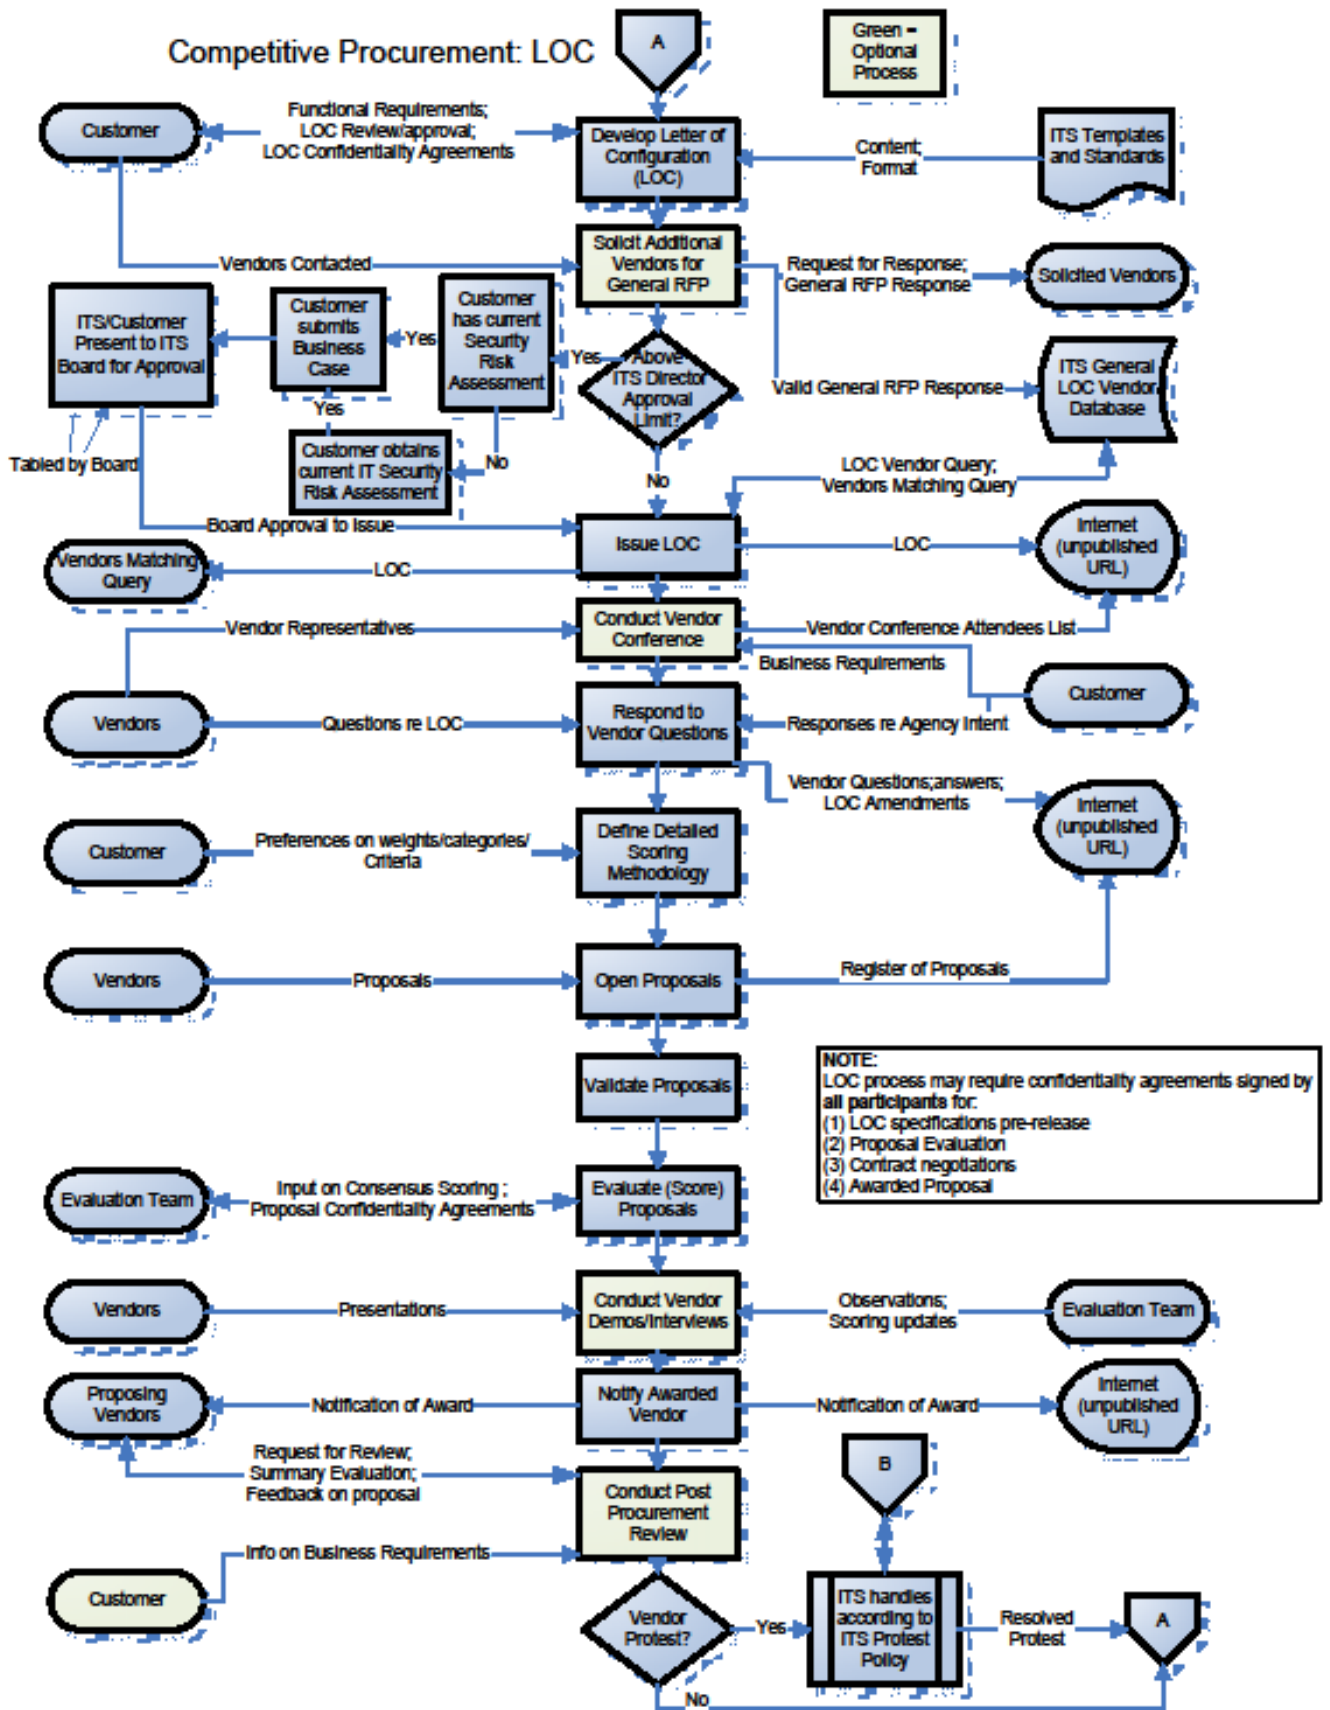 Competitive Procurement: LOC
A
Green =
Optional
Process
Customer
Functional Requirements;
LOC Review/approval;
LOC Confidentiality Agreements
Develop Letter of
Configuration
(LOC)
Content;
Format
ITS Templates
and Standards
Vendors Contacted
Solicit Additional
Vendors for
General RFP
Request for Response;
General RFP Response
Solicited Vendors
ITS/Customer
Present to ITS
Board for Approval
Customer
submits
Business
Case
Yes
Customer
has current
Security
Risk
Assessment
Yes
Above
ITS Director
Approval
Limit?
Valid General RFP Response
ITS General
LOC Vendor
Database
Yes
Tabled by Board
Customer obtains
current IT Security
Risk Assessment
No
No
LOC Vendor Query;
Vendors Matching Query
Board Approval to Issue
Issue LOC
LOC
Internet
(unpublished
URL)
Vendors Matching
Query
LOC
Vendor Representatives
Conduct Vendor
Conference
Vendor Conference Attendees List
Business Requirements
Customer
Vendors
Questions re LOC
Respond to
Vendor Questions
Responses re Agency Intent
Vendor Questions;answers;
LOC Amendments
Internet
(unpublished
URL)
Customer
Preferences on weights/categories/
Criteria
Define Detailed
Scoring
Methodology
Vendors
Proposals
Open Proposals
Register of Proposals
Validate Proposals
NOTE:
LOC process may require confidentiality agreements signed by
all participants for:
(1) LOC specifications pre-release
(2) Proposal Evaluation
(3) Contract negotiations
(4) Awarded Proposal
Evaluation Team
Input on Consensus Scoring ;
Proposal Confidentiality Agreements
Evaluate (Score)
Proposals
Vendors
Presentations
Conduct Vendor
Demos/Interviews
Observations;
Scoring updates
Evaluation Team
Proposing
Vendors
Notification of Award
Notify Awarded
Vendor
Notification of Award
Internet
(unpublished
URL)
Request for Review;
Summary Evaluation;
Feedback on proposal
Conduct Post
Procurement
Review
B
Info on Business Requirements
Customer
Vendor
Protest?
Yes
ITS handles
according to
ITS Protest
Policy
Resolved
Protest
A
No